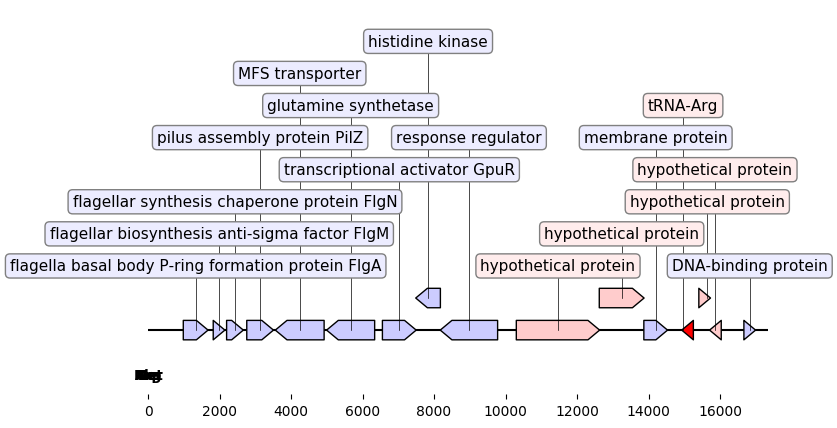 histidine kinase
MFS transporter
glutamine synthetase
tRNA-Arg
pilus assembly protein PilZ
response regulator
membrane protein
transcriptional activator GpuR
hypothetical protein
flagellar synthesis chaperone protein FlgN
hypothetical protein
flagellar biosynthesis anti-sigma factor FlgM
hypothetical protein
flagella basal body P-ring formation protein FlgA
hypothetical protein
DNA-binding protein
0 2000 4000 6000 8000 10000 12000 14000 16000